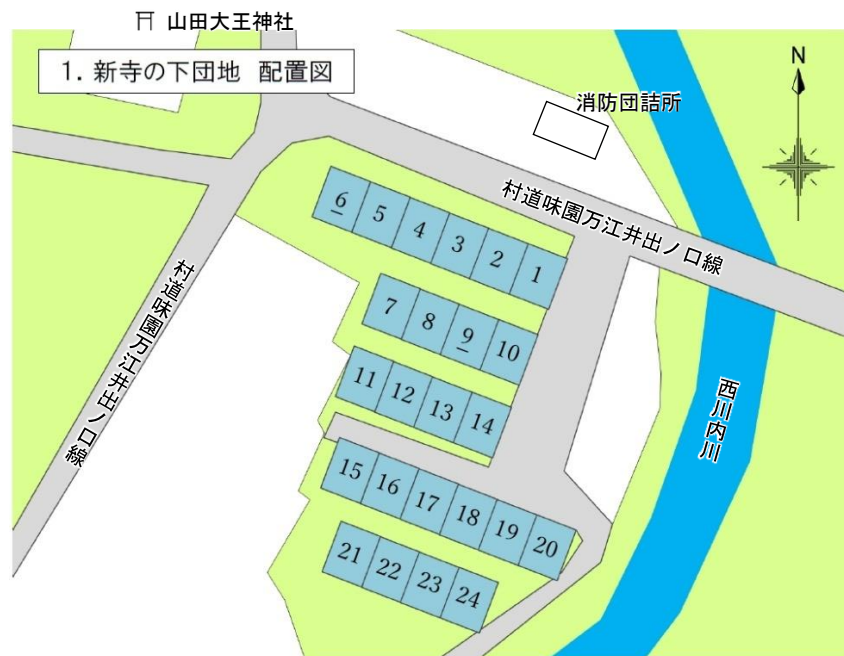 山田大王神社
1. 新寺の下団地 配置図
消防団詰所
N
村道味園万江井出ノ口線
村道味園万江井出ノ口線
西川内川
6 5 4 3 2 1
7 8 9 10
11 12 13 14
15 16 17 18 19 20
21 22 23 24